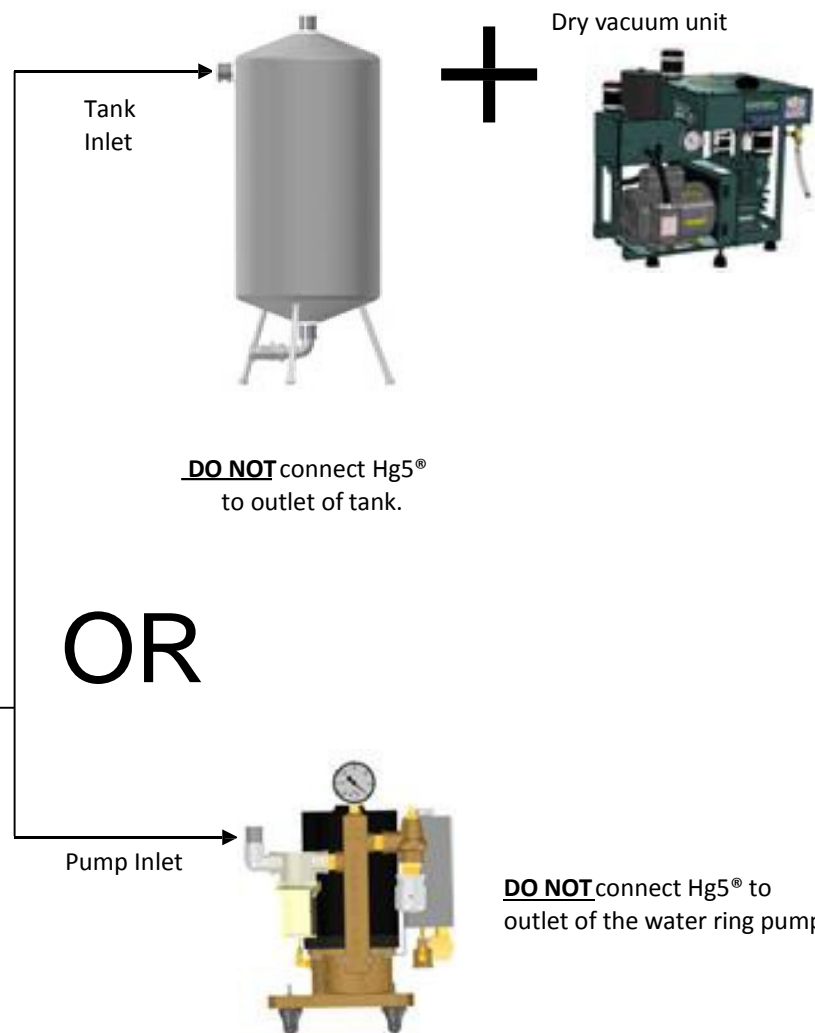 Dry vacuum unit
Tank
Inlet
DO NOT connect Hg5®
to outlet of tank.
OR
Pump Inlet
DO NOT connect Hg5® to
outlet of the water ring pump